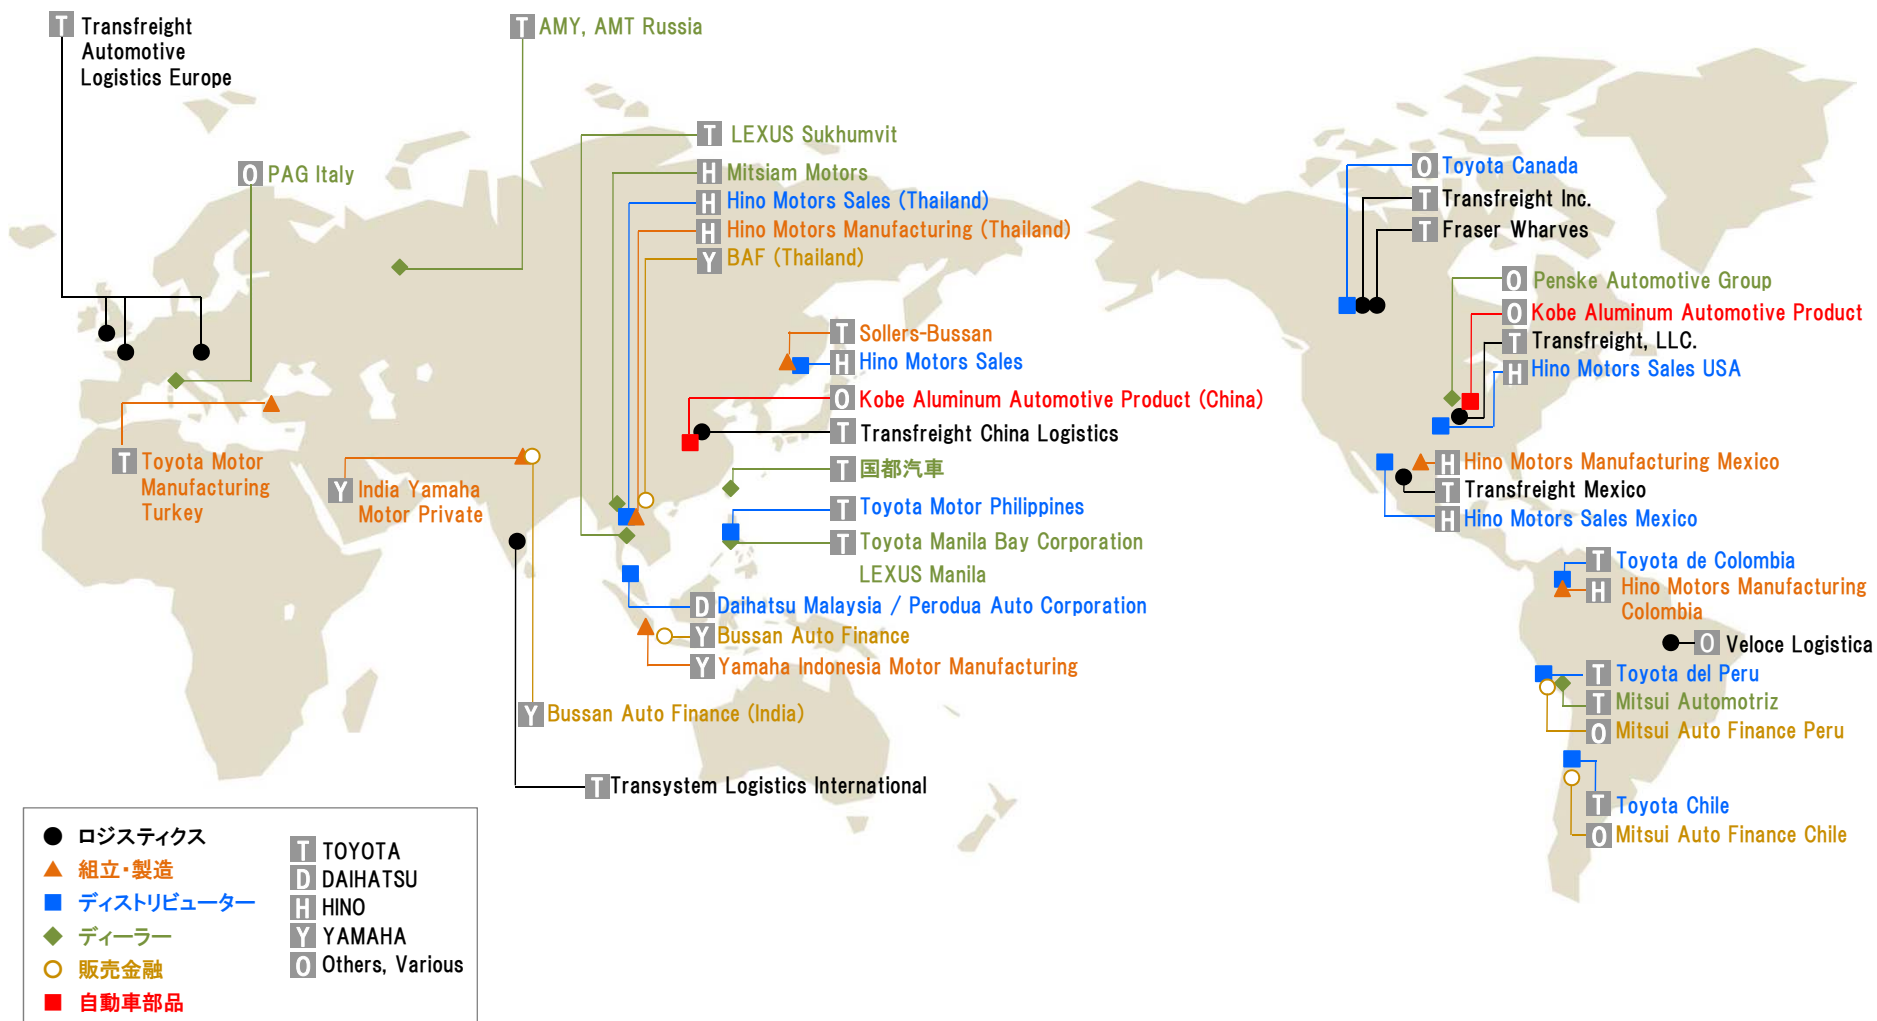 T Transfreight
Automotive
Logistics Europe
T AMY, AMT Russia
O PAG Italy
T LEXUS Sukhumvit
H Mitsiam Motors
H Hino Motors Sales (Thailand)
H Hino Motors Manufacturing (Thailand)
Y BAF (Thailand)
T Sollers-Bussan
H Hino Motors Sales
O Kobe Aluminum Automotive Product (China)
T Transfreight China Logistics
T 国都汽車
T Toyota Motor Philippines
T Toyota Manila Bay Corporation
LEXUS Manila
D Daihatsu Malaysia / Perodua Auto Corporation
Y Bussan Auto Finance
Y Yamaha Indonesia Motor Manufacturing
T Toyota Motor
Manufacturing
Turkey
Y India Yamaha
Motor Private
Y Bussan Auto Finance (India)
T Transystem Logistics International
O Toyota Canada
T Transfreight Inc.
T Fraser Wharves
O Penske Automotive Group
O Kobe Aluminum Automotive Product
T Transfreight, LLC.
H Hino Motors Sales USA
H Hino Motors Manufacturing Mexico
T Transfreight Mexico
H Hino Motors Sales Mexico
T Toyota de Colombia
H Hino Motors Manufacturing
Colombia
O Veloce Logistica
T Toyota del Peru
T Mitsui Automotriz
O Mitsui Auto Finance Peru
T Toyota Chile
O Mitsui Auto Finance Chile
ロジスティクス
組立・製造
ディストリビューター
ディーラー
販売金融
自動車部品
T TOYOTA
D DAIHATSU
H HINO
Y YAMAHA
O Others, Various